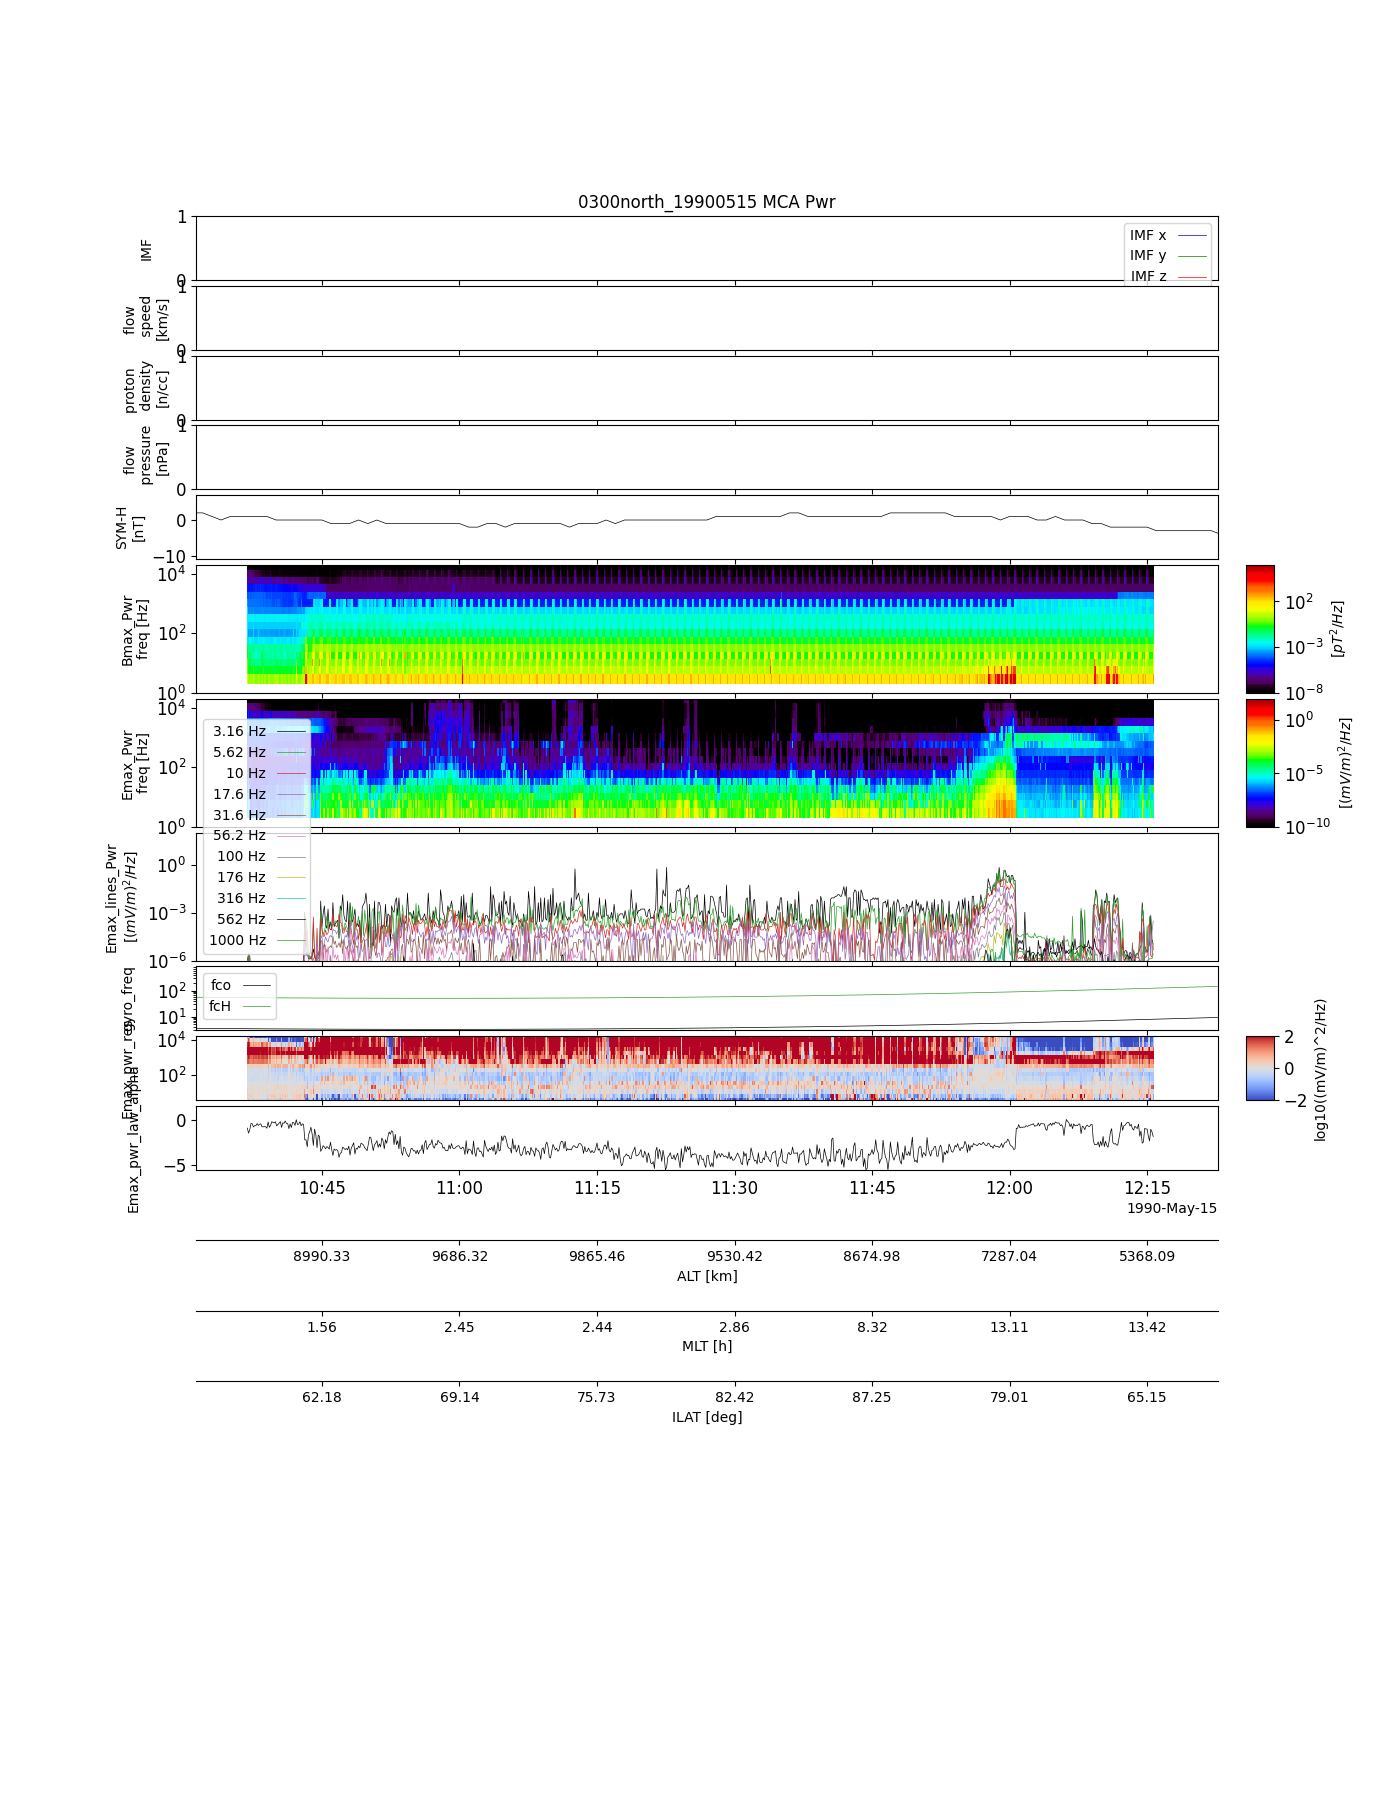 0300north_19900515 MCA Pwr
1
0
IMF
IMF x
IMF y
IMF z
1
0
flow
speed
[km/s]
1
0
proton
density
[n/cc]
1
0
flow
pressure
[nPa]
0
−10
SYM-H
[nT]
10^4
10^2
10^0
Bmax_Pwr
freq [Hz]
10^2
10^-3
10^-8
[pT^2/Hz]
10^4
10^2
10^0
Emax_Pwr
freq [Hz]
10^0
10^-5
10^-10
[(mV/m)^2/Hz]
3.16 Hz
5.62 Hz
10 Hz
17.6 Hz
31.6 Hz
56.2 Hz
100 Hz
176 Hz
316 Hz
562 Hz
1000 Hz
10^0
10^-3
10^-6
Emax_lines_Pwr
[(mV/m)^2/Hz]
10^2
10^1
gyro_freq
fco
fcH
10^4
10^2
Emax_pwr_reg
2
0
−2
log10((mV/m)^2/Hz)
0
−5
Emax_pwr_law_alpha
10:45 11:00 11:15 11:30 11:45 12:00 12:15
1990-May-15
8990.33 9686.32 9865.46 9530.42 8674.98 7287.04 5368.09
ALT [km]
1.56 2.45 2.44 2.86 8.32 13.11 13.42
MLT [h]
62.18 69.14 75.73 82.42 87.25 79.01 65.15
ILAT [deg]